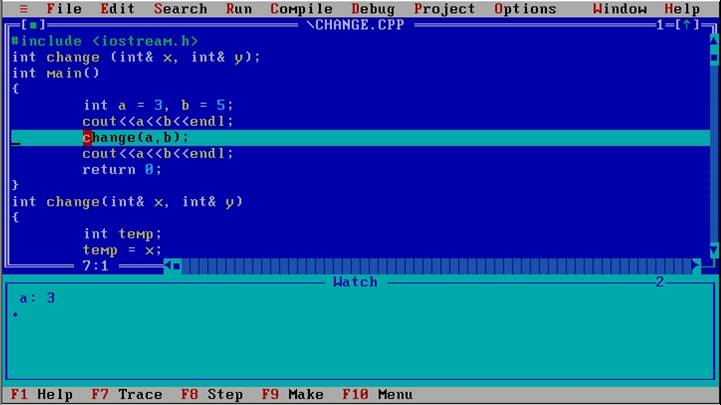 ≡ File Edit Search Run Compile Debug Project Options Window Help
[■] \CHANGE.CPP 1=[↑]
#include <iostream.h>
int change (int& x, int& y);
int main()
{
int a = 3, b = 5;
cout<<a<<b<<endl;
change(a,b);
cout<<a<<b<<endl;
return 0;
}
int change(int& x, int& y)
{
int temp;
temp = x;
7:1
Watch 2
a: 3
F1 Help F7 Trace F8 Step F9 Make F10 Menu